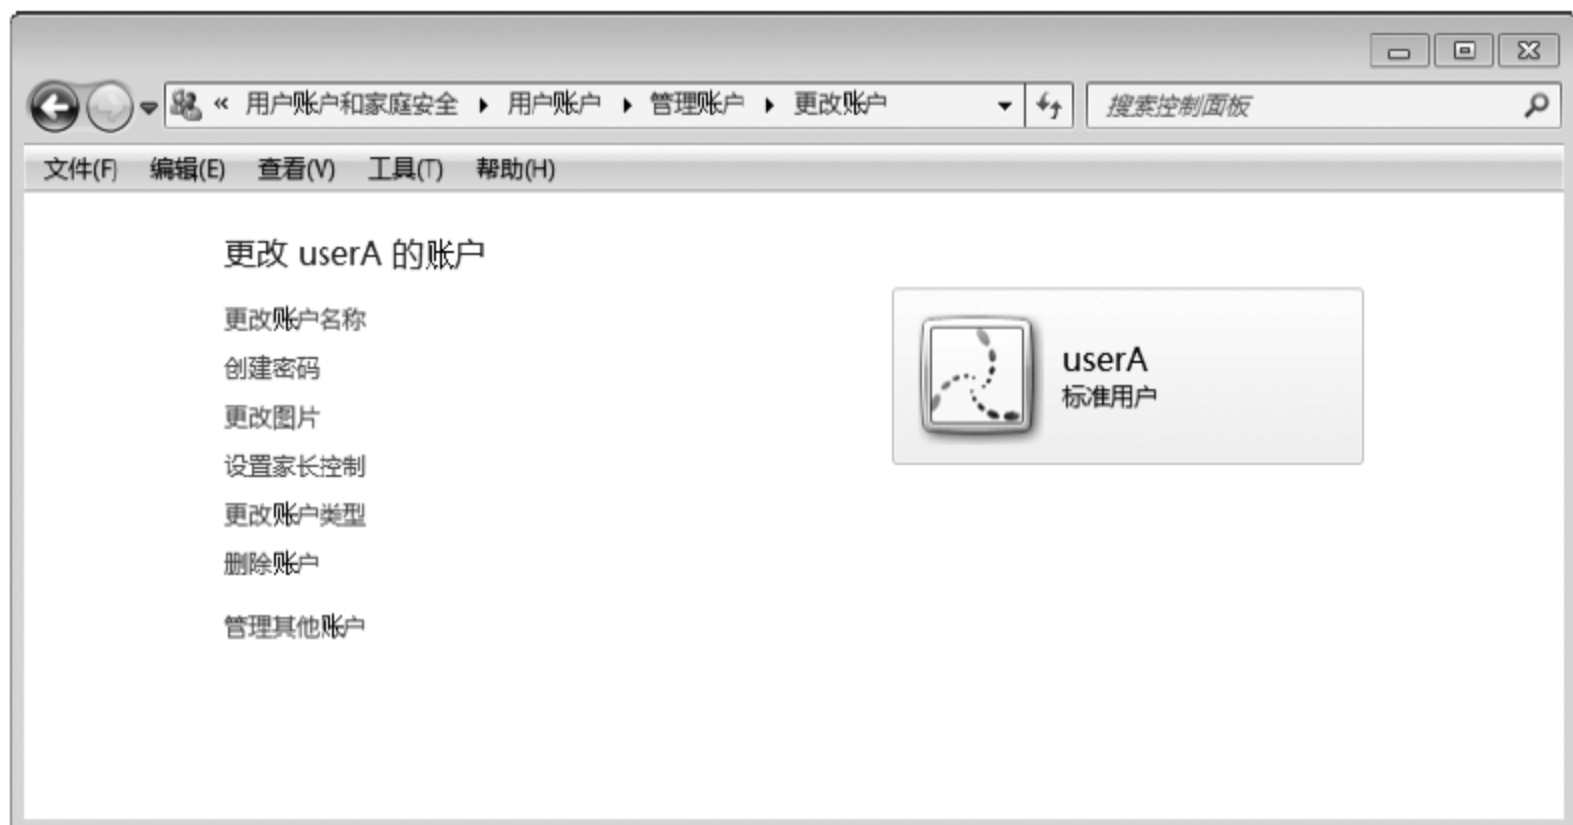 « 用户账户和家庭安全 ▸ 用户账户 ▸ 管理账户 ▸ 更改账户 搜索控制面板
文件(F) 编辑(E) 查看(V) 工具(T) 帮助(H)
更改 userA 的账户
更改账户名称
创建密码
更改图片
设置家长控制
更改账户类型
删除账户
管理其他账户
userA
标准用户